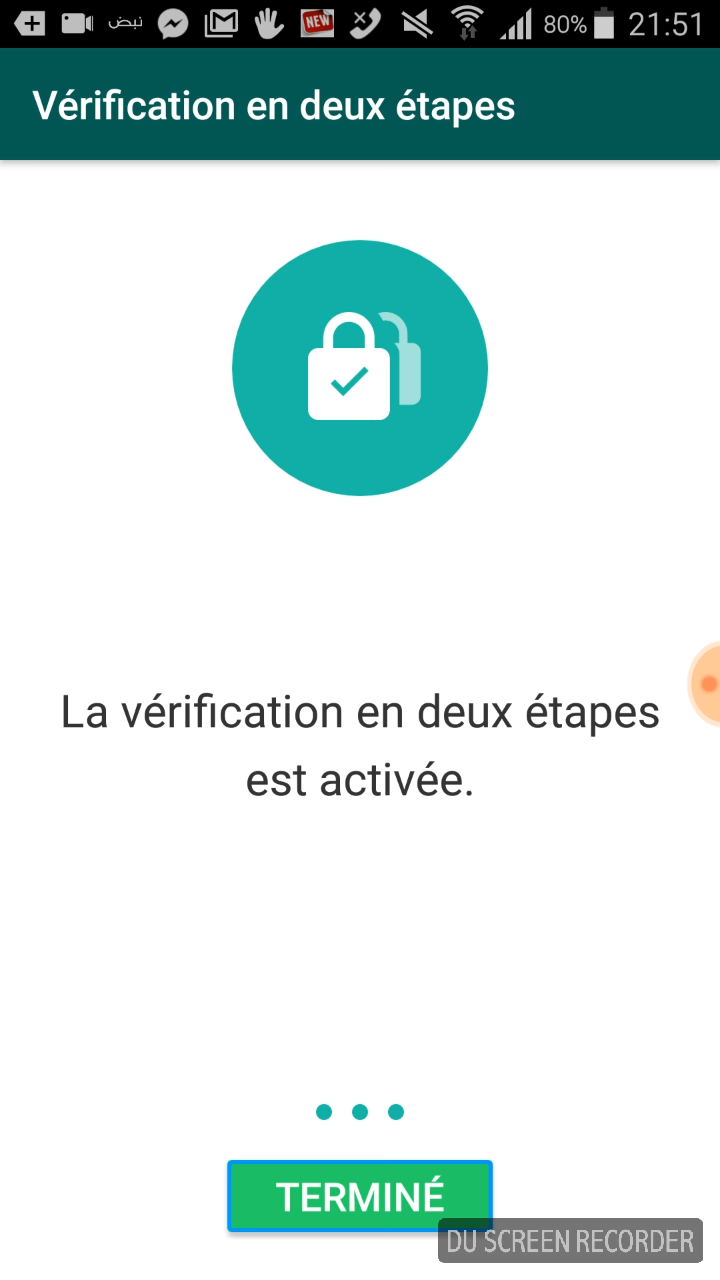 نبض NEW 80% 21:51
Vérification en deux étapes
La vérification en deux étapes
est activée.
TERMINÉ
DU SCREEN RECORDER